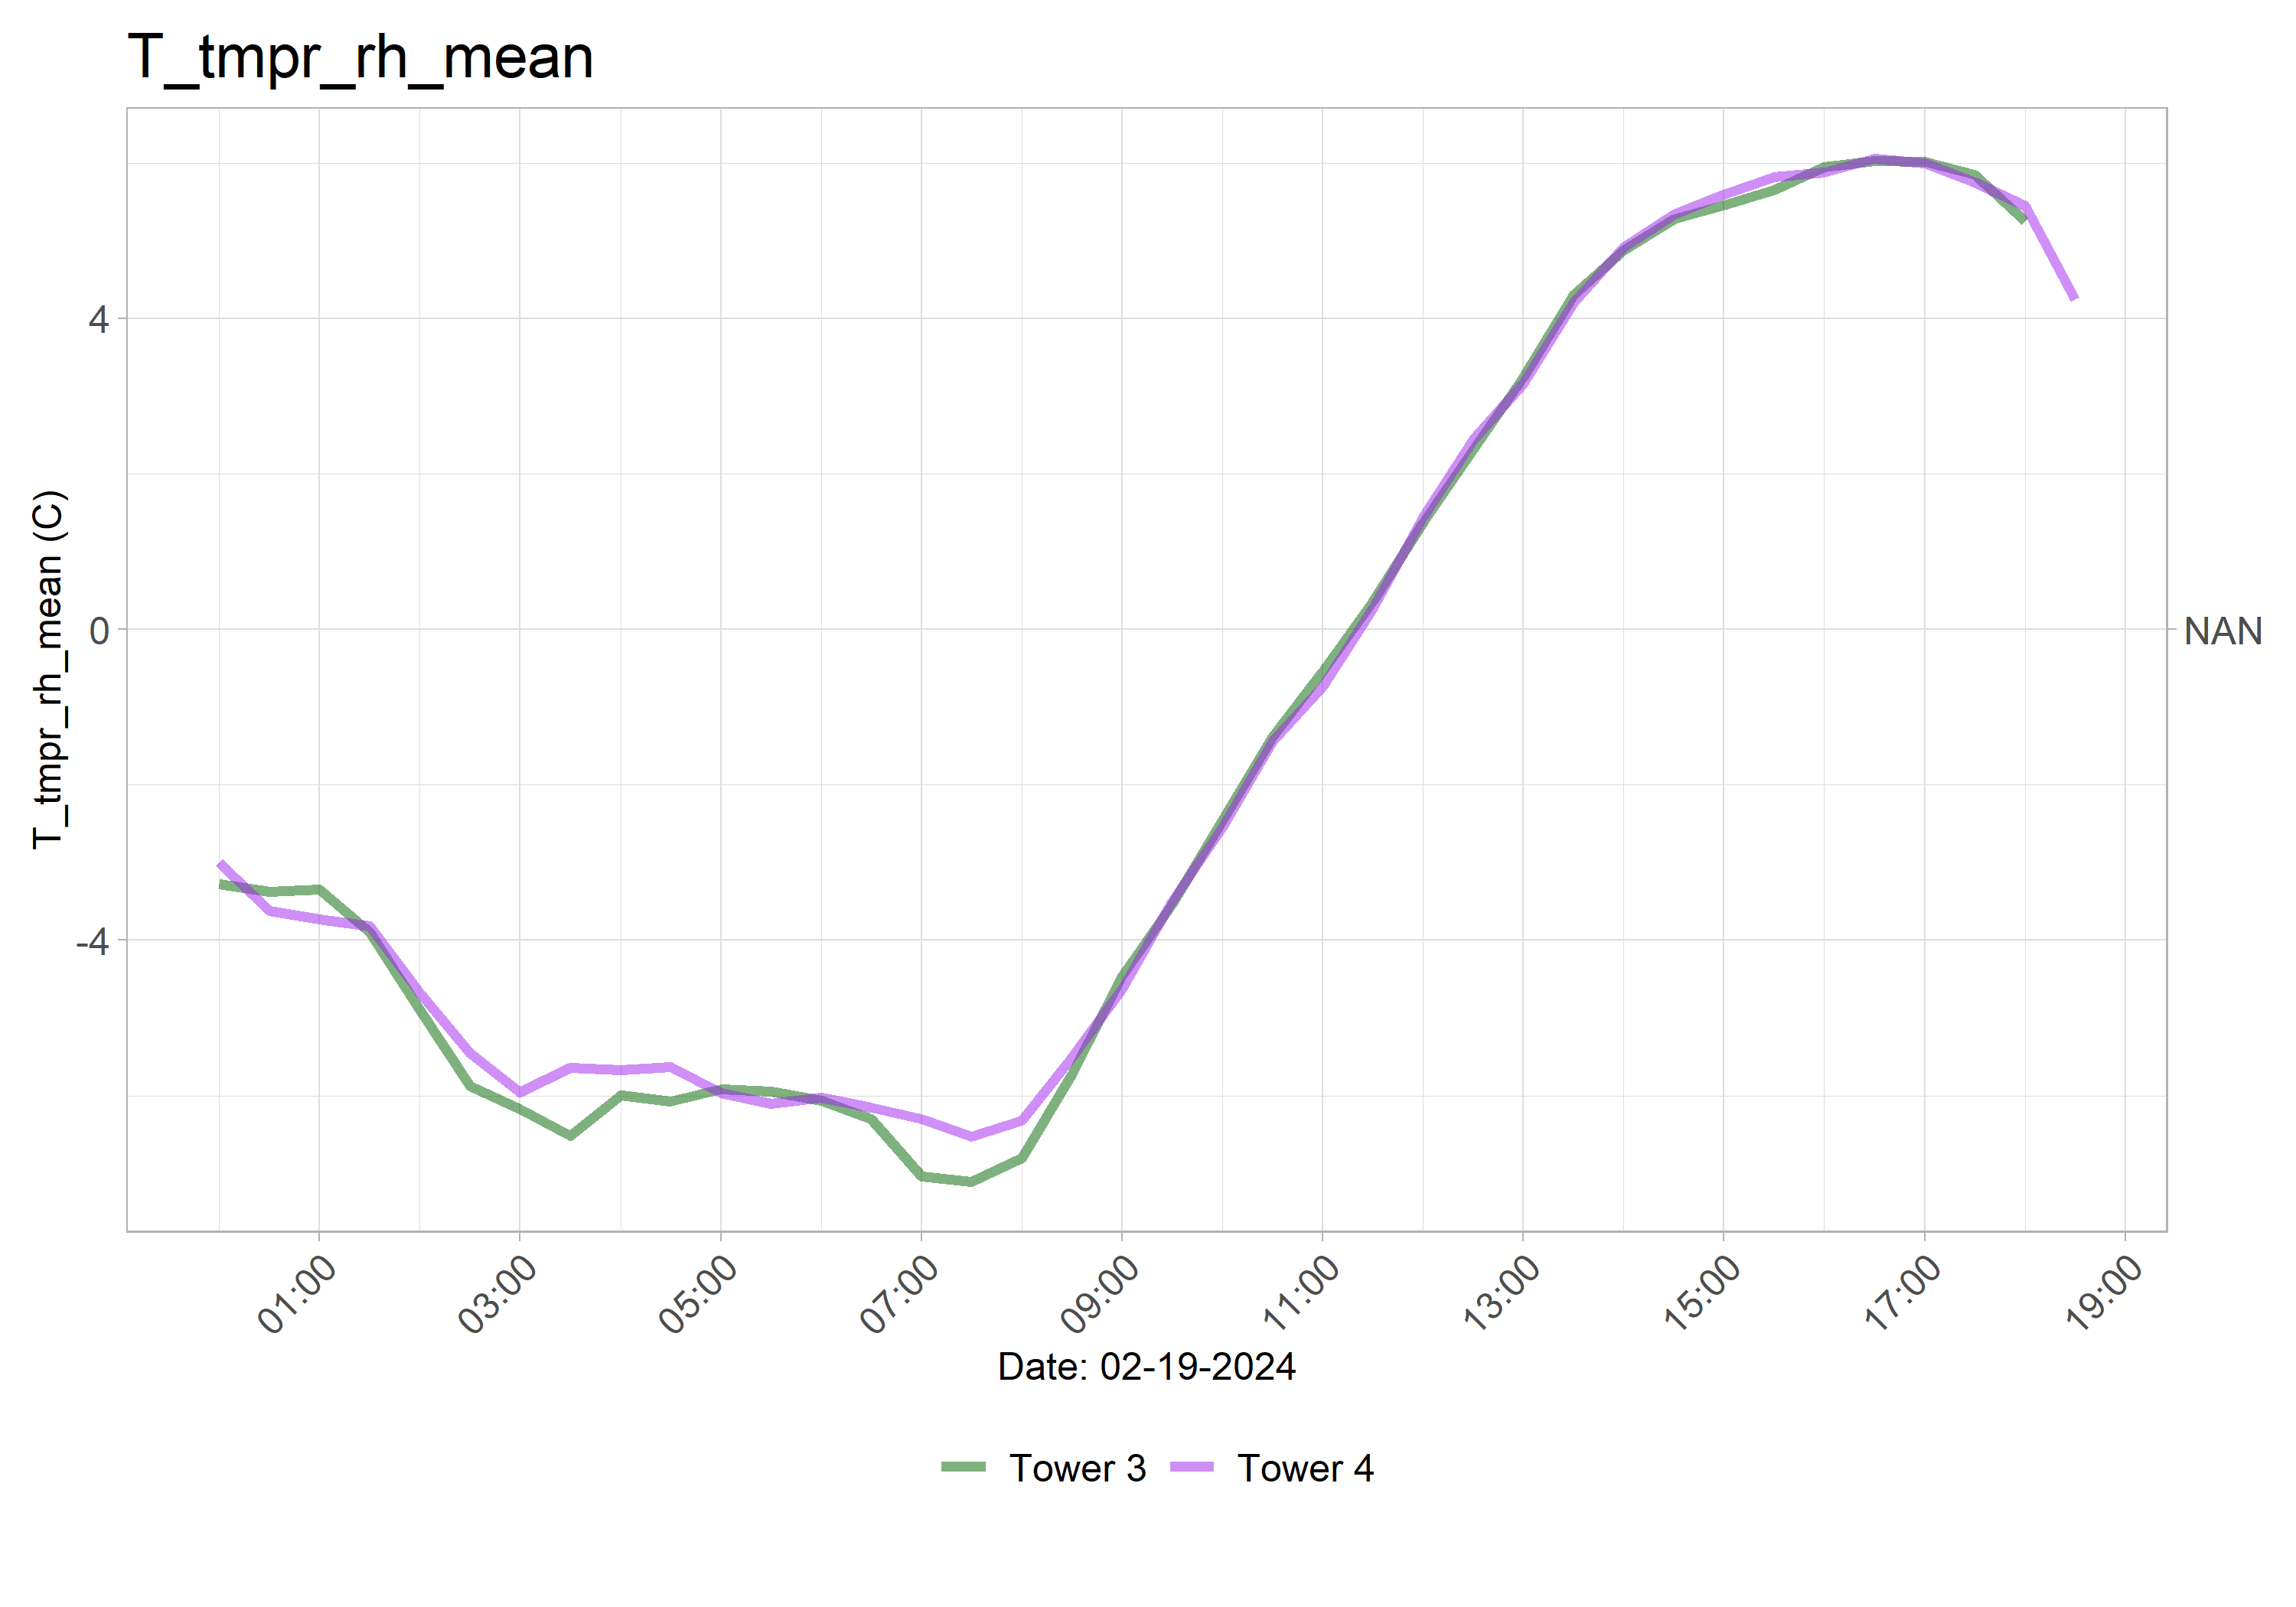 T_tmpr_rh_mean
T_tmpr_rh_mean (C)
4
0
-4
NAN
01:00
03:00
05:00
07:00
09:00
11:00
13:00
15:00
17:00
19:00
Date: 02-19-2024
Tower 3
Tower 4